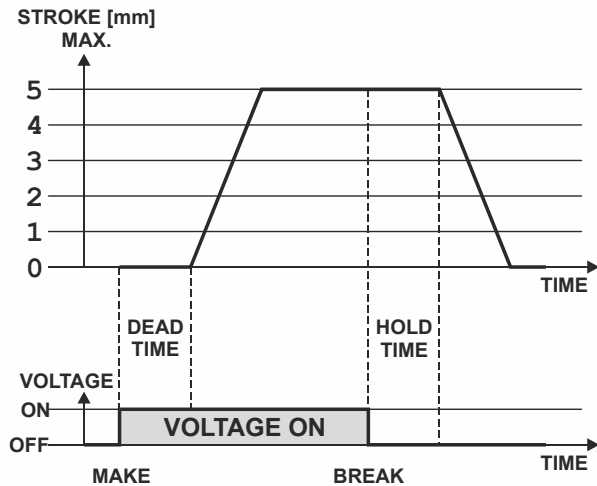 STROKE [mm]
MAX.
5
4
3
2
1
0
TIME
DEAD
TIME
HOLD
TIME
VOLTAGE
ON
VOLTAGE ON
OFF
TIME
MAKE
BREAK